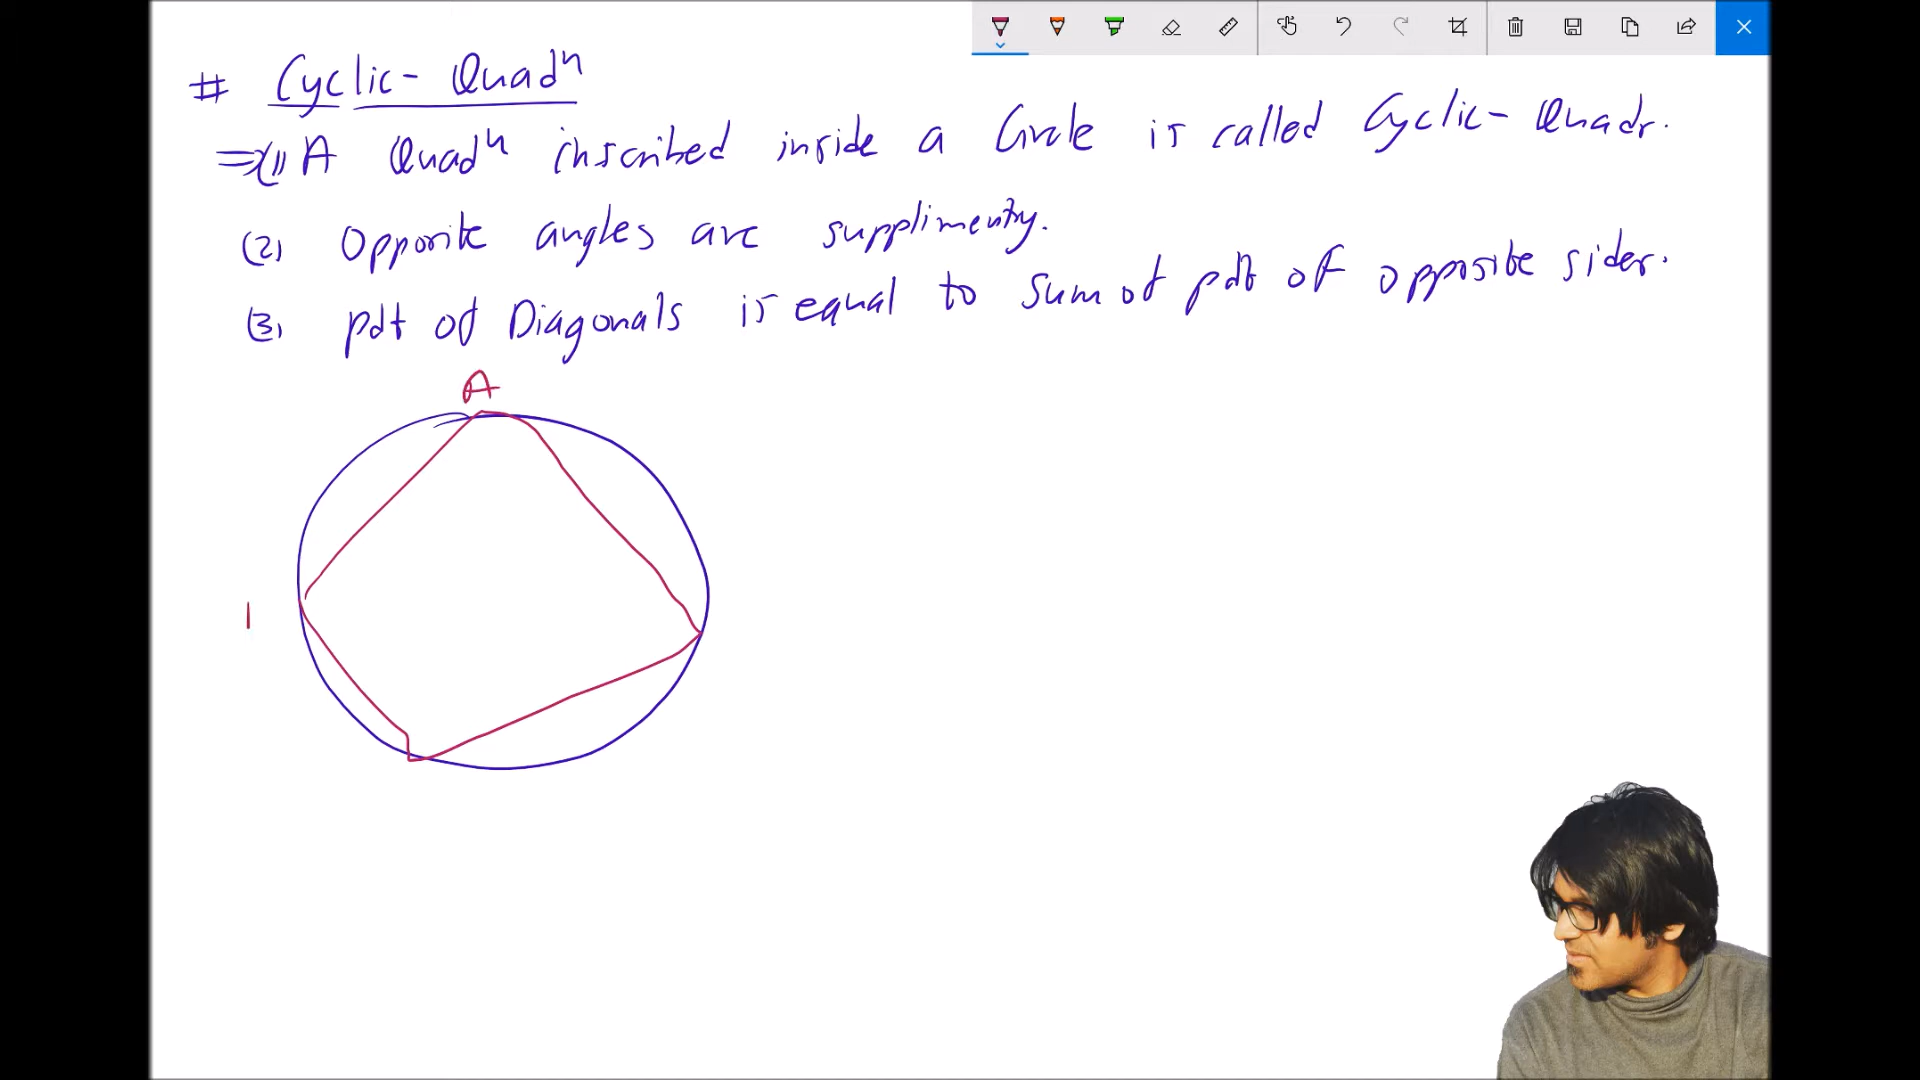 # Cyclic- Quadn
=> (1) A Quadn inscribed inside a Circle is called Cyclic- Quadr.
(2) Opposite angles are supplimentry.
(3) pdt of Diagonals is equal to sum of pdt of opposite sides.
A